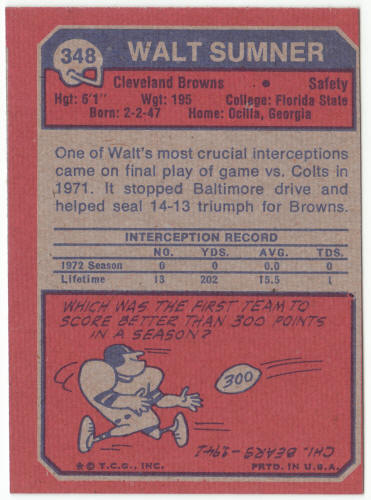 348 WALT SUMNER
Cleveland Browns • Safety
Hgt: 6'1" Wgt: 195 College: Florida State
Born: 2-2-47 Home: Ocilla, Georgia
One of Walt's most crucial interceptions
came on final play of game vs. Colts in
1971. It stopped Baltimore drive and
helped seal 14-13 triumph for Browns.
INTERCEPTION RECORD
NO. YDS. AVG. TDS.
1972 Season 0 0 0.0 0
Lifetime 13 202 15.5 1
WHICH WAS THE FIRST TEAM TO
SCORE BETTER THAN 300 POINTS
IN A SEASON?
300
CHI. BEARS - 1941
* © T.C.G., INC. PRTD. IN U.S.A.